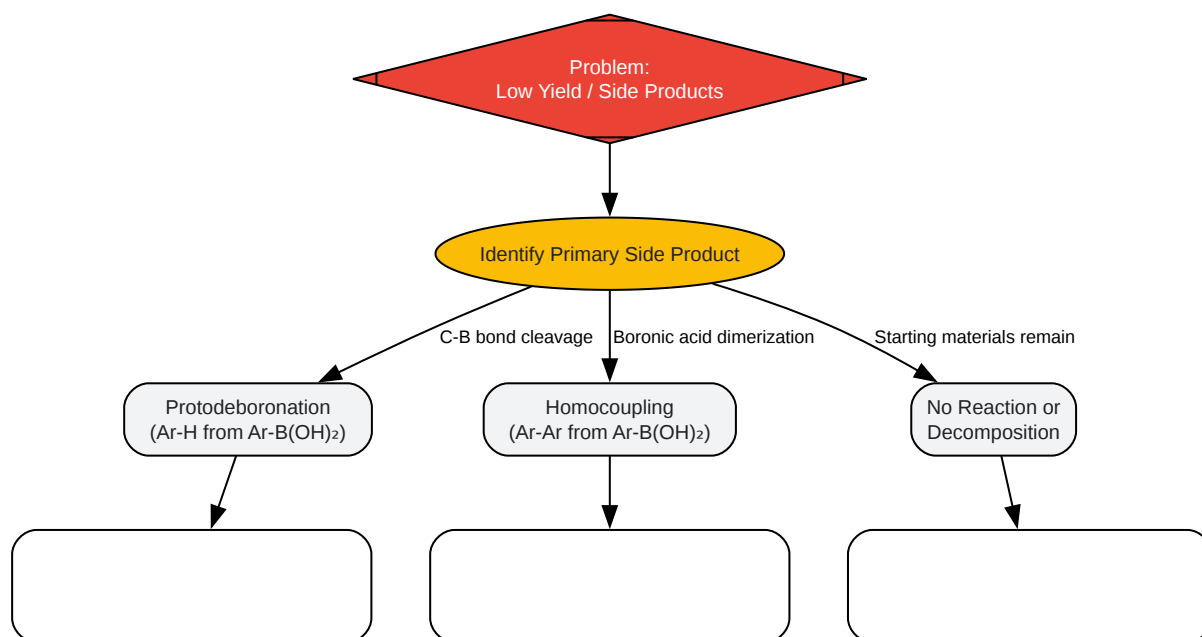 Problem:
Low Yield / Side Products
Identify Primary Side Product
C-B bond cleavage
Boronic acid dimerization
Starting materials remain
Protodeboronation
(Ar-H from Ar-B(OH)₂)
Homocoupling
(Ar-Ar from Ar-B(OH)₂)
No Reaction or
Decomposition